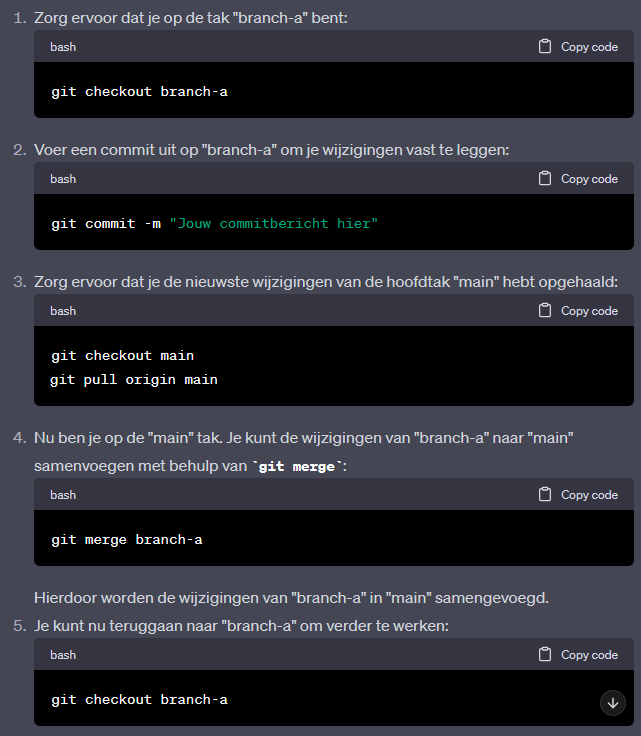 1. Zorg ervoor dat je op de tak "branch-a" bent:
bash Copy code
git checkout branch-a
2. Voer een commit uit op "branch-a" om je wijzigingen vast te leggen:
bash Copy code
git commit -m "Jouw commitbericht hier"
3. Zorg ervoor dat je de nieuwste wijzigingen van de hoofdtak "main" hebt opgehaald:
bash Copy code
git checkout main
git pull origin main
4. Nu ben je op de "main" tak. Je kunt de wijzigingen van "branch-a" naar "main"
samenvoegen met behulp van `git merge`:
bash Copy code
git merge branch-a
Hierdoor worden de wijzigingen van "branch-a" in "main" samengevoegd.
5. Je kunt nu teruggaan naar "branch-a" om verder te werken:
bash Copy code
git checkout branch-a